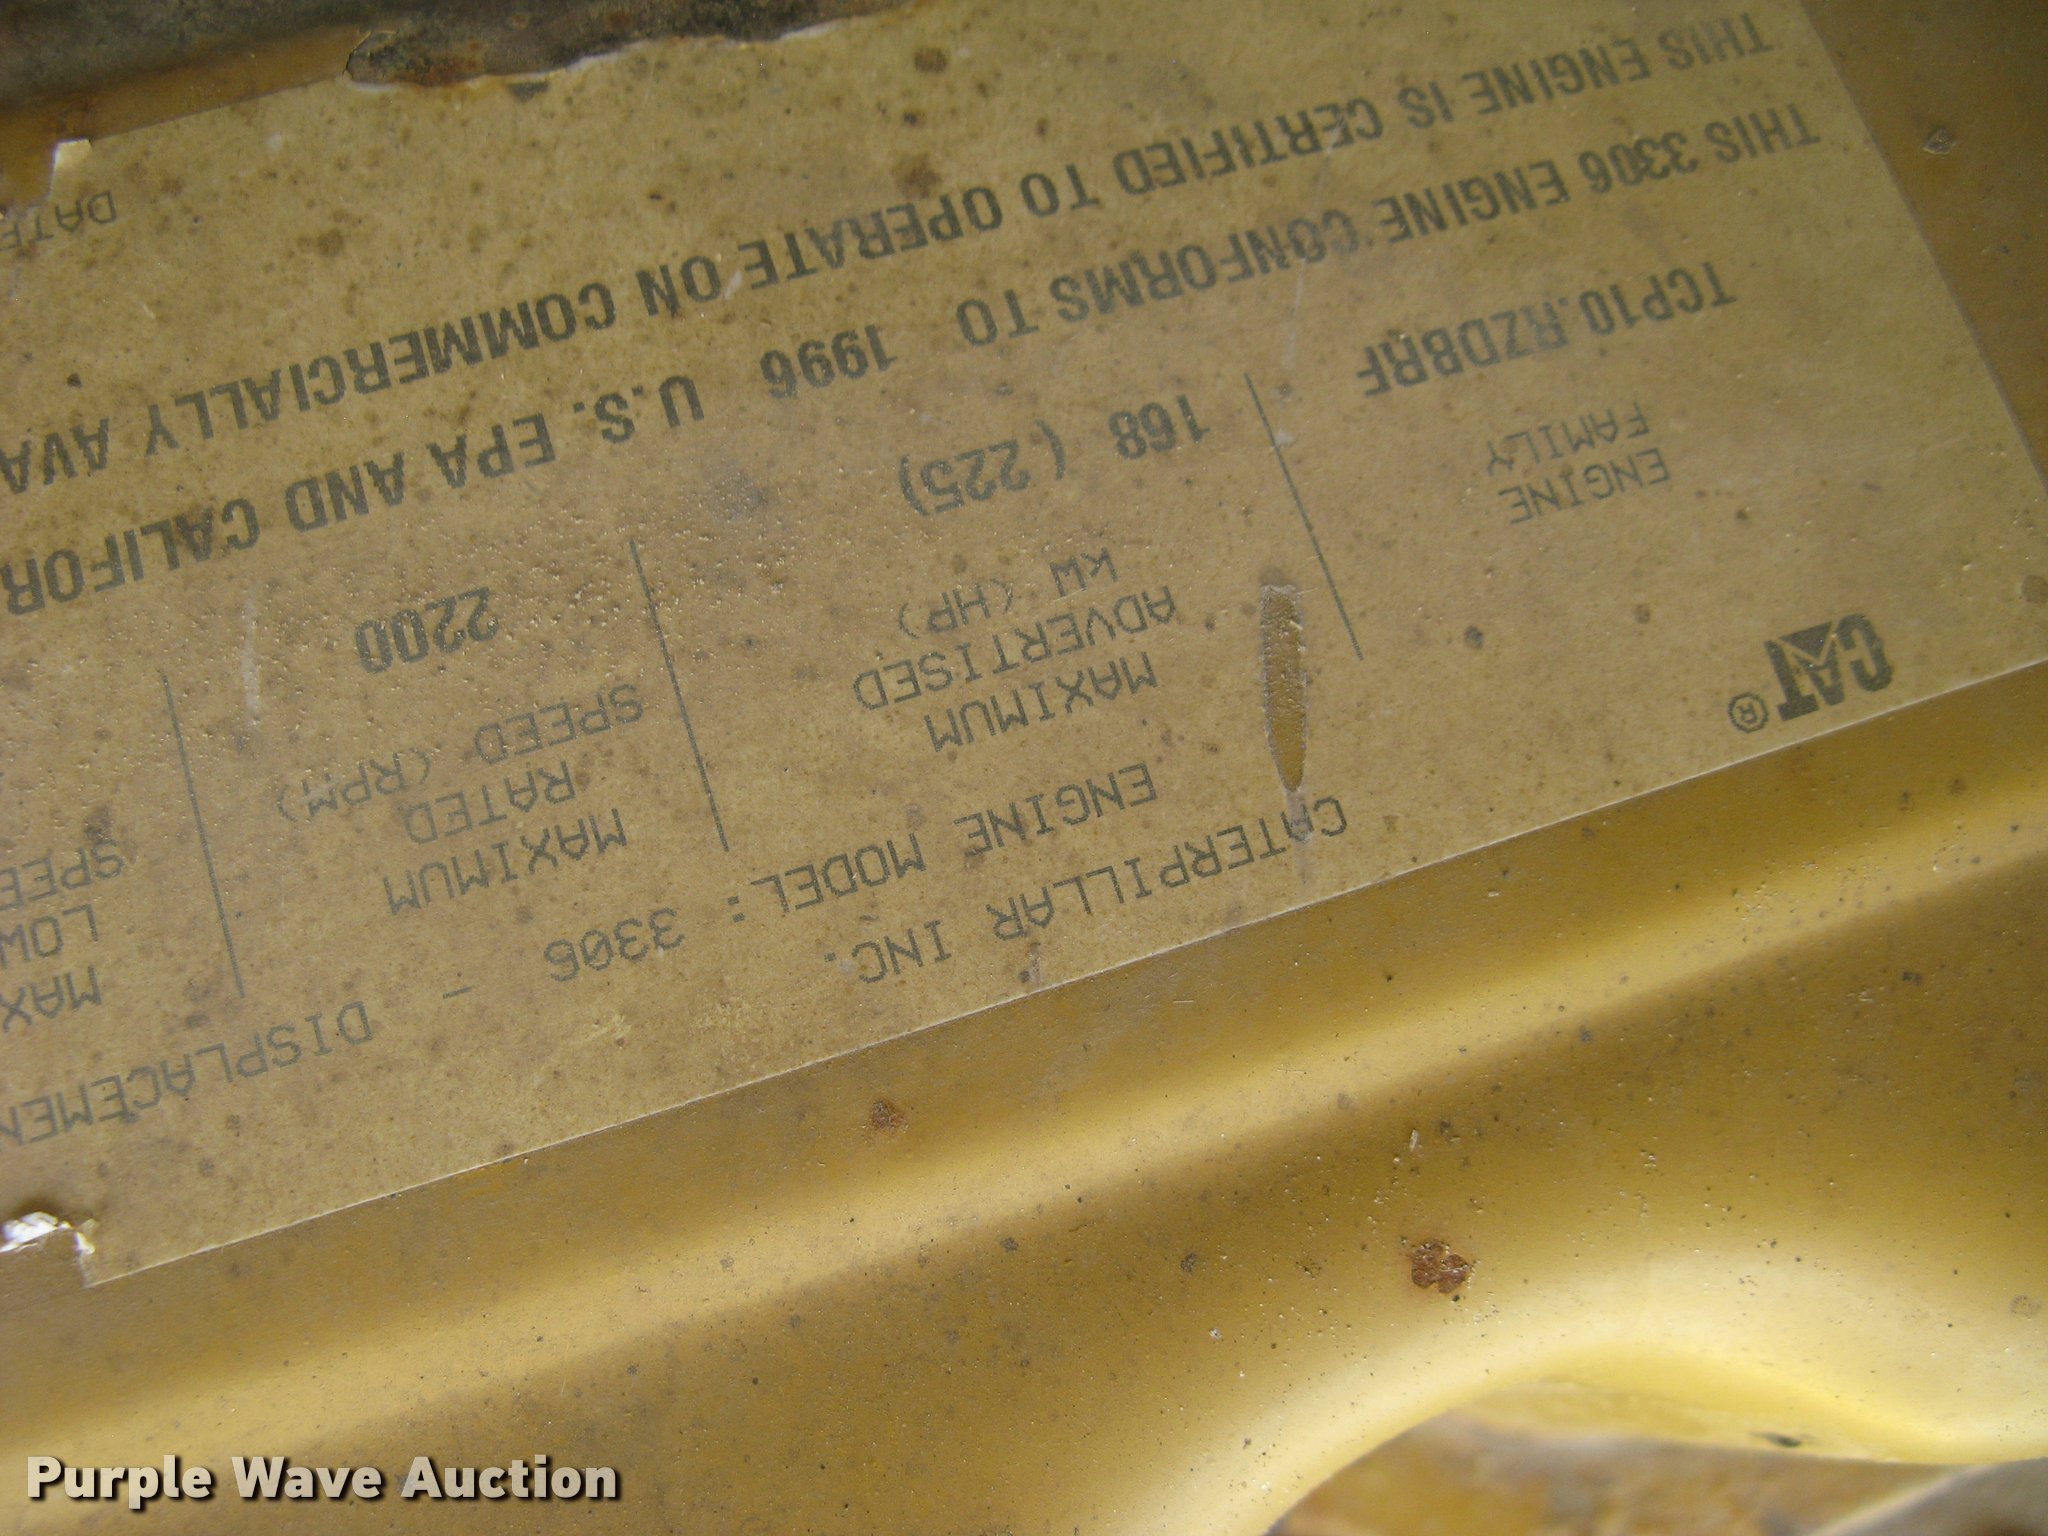 CAT®
CATERPILLAR INC.
ENGINE MODEL: 3306 - DISPLACEMEN
ENGINE
FAMILY
TCP10.RZDBRF
MAXIMUM
ADVERTISED
kW (HP)
168 (225)
MAXIMUM
RATED
SPEED (RPM)
2200
MAX
LOW
SPEE
THIS 3306 ENGINE CONFORMS TO 1996 U.S. EPA AND CALIFOR
THIS ENGINE IS CERTIFIED TO OPERATE ON COMMERCIALLY AVA
DATE
Purple Wave Auction